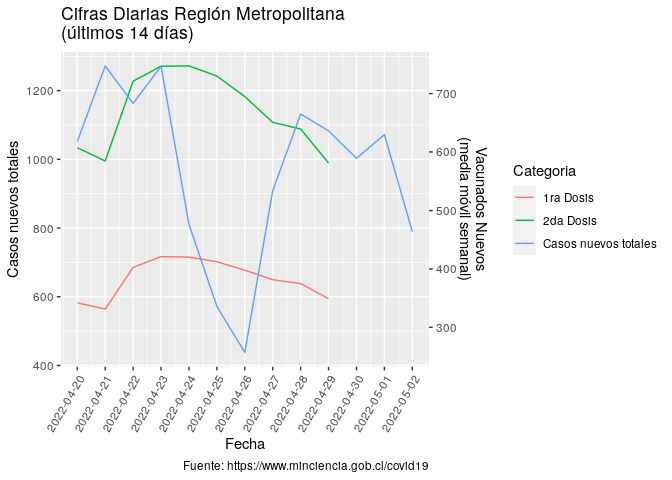 Cifras Diarias Región Metropolitana
(últimos 14 días)
Casos nuevos totales
1200
1000
800
600
400
700
600
500
400
300
Vacunados Nuevos
(media móvil semanal)
2022-04-20
2022-04-21
2022-04-22
2022-04-23
2022-04-24
2022-04-25
2022-04-26
2022-04-27
2022-04-28
2022-04-29
2022-04-30
2022-05-01
2022-05-02
Fecha
Categoria
1ra Dosis
2da Dosis
Casos nuevos totales
Fuente: https://www.minciencia.gob.cl/covid19